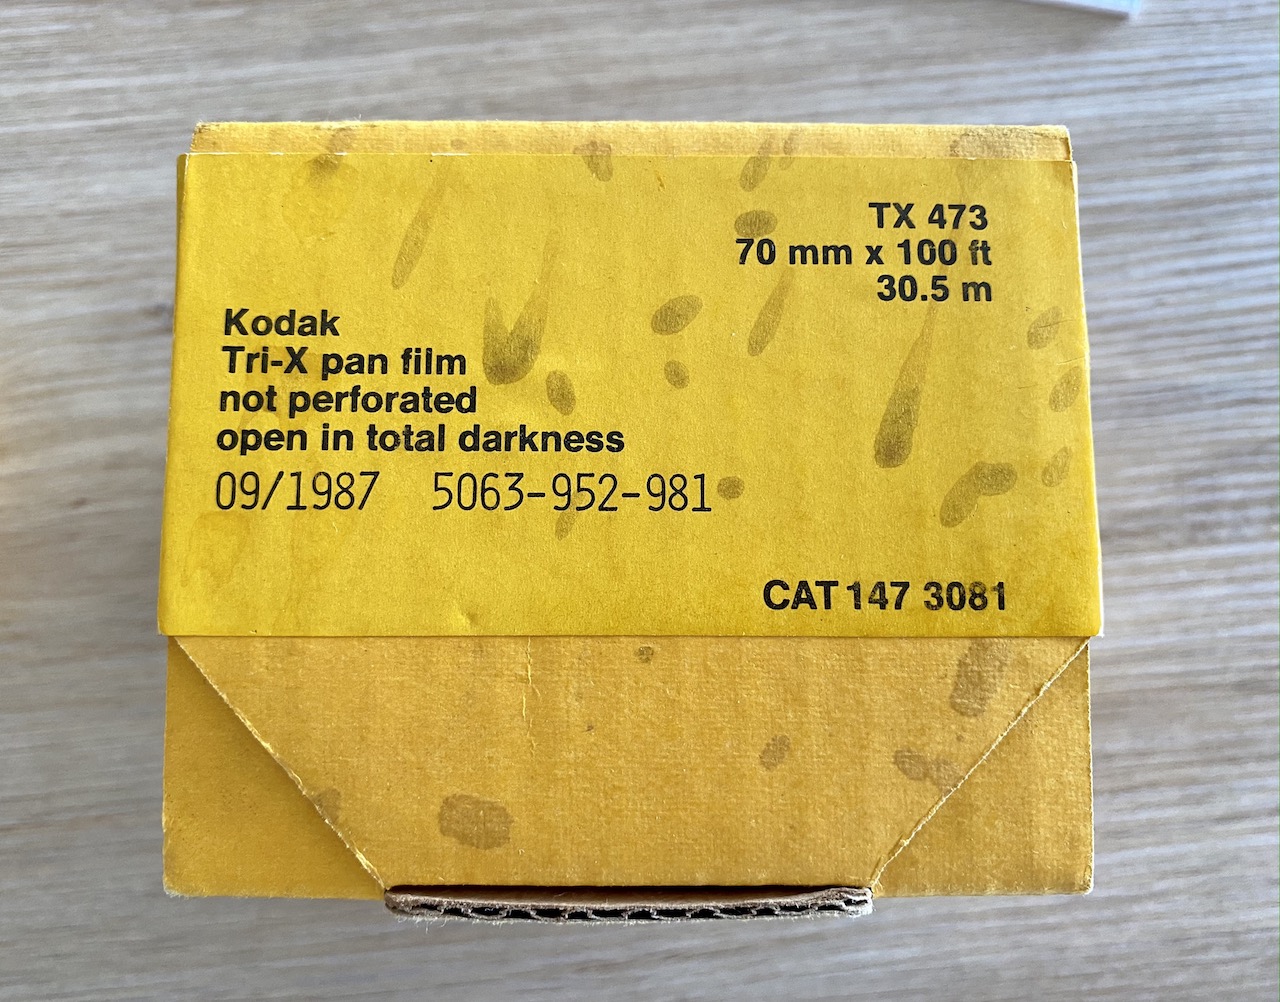 TX 473
70 mm x 100 ft
30.5 m
Kodak
Tri-X pan film
not perforated
open in total darkness
09/1987 5063-952-981
CAT 147 3081